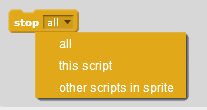 stop all
all
this script
other scripts in sprite